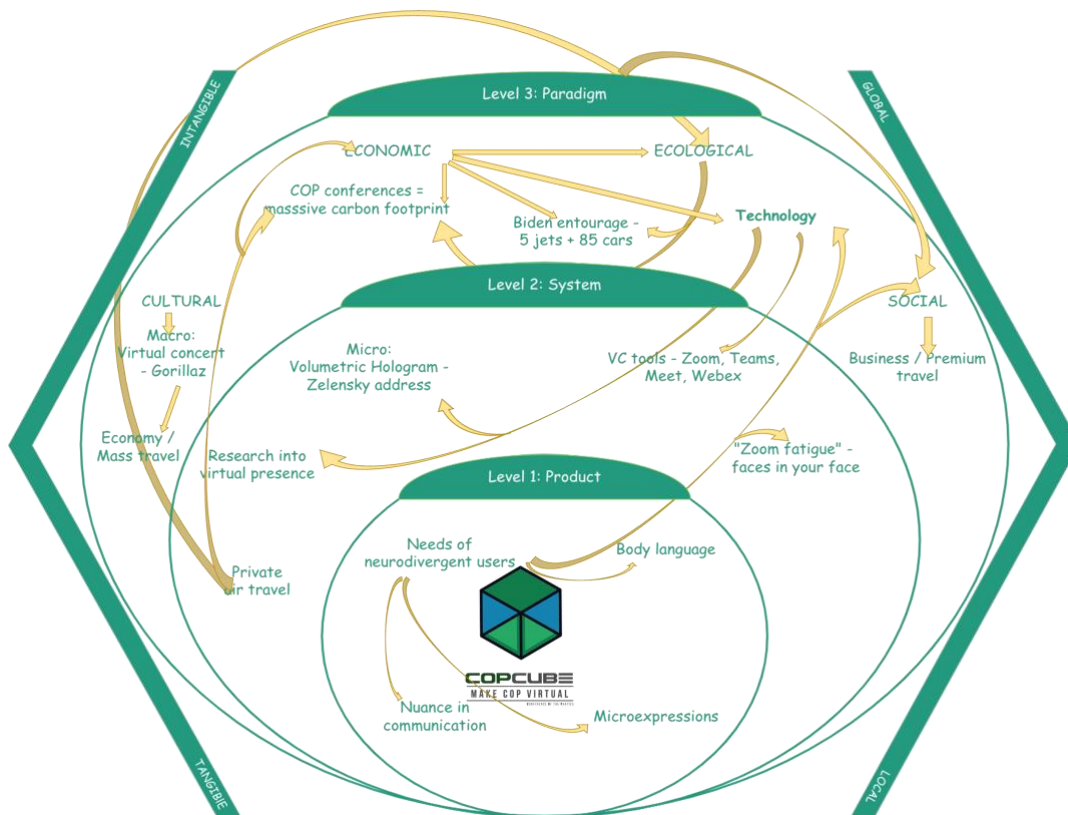 Level 3: Paradigm
INTANGIBLE
GLOBAL
ECONOMIC
ECOLOGICAL
COP conferences =
masssive carbon footprint
Biden entourage -
5 jets + 85 cars
Technology
Level 2: System
CULTURAL
SOCIAL
Macro:
Virtual concert
- Gorillaz
Micro:
Volumetric Hologram -
Zelensky address
VC tools - Zoom, Teams,
Meet, Webex
Business / Premium
travel
Economy /
Mass travel
Research into
virtual presence
"Zoom fatigue" -
faces in your face
Level 1: Product
Needs of
neurodivergent users
Body language
Private
air travel
COPCUBE
MAKE COP VIRTUAL
Nuance in
communication
Microexpressions
TANGIBlE
LOCAL